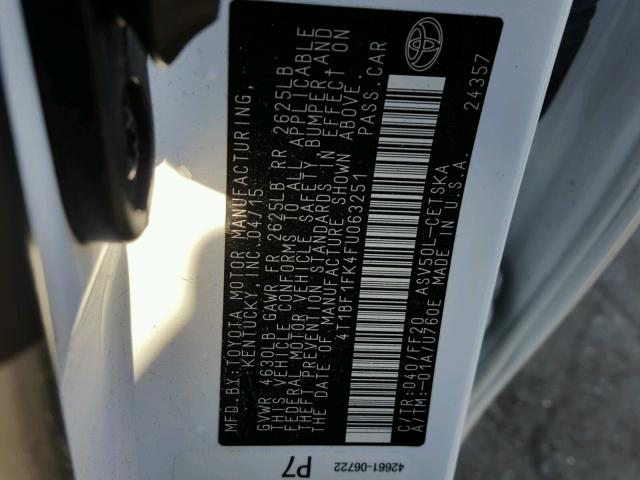 MFD. BY: TOYOTA MOTOR MANUFACTURING,
KENTUCKY, INC. 04/15
GVWR 4630LB GAWR FR 2625LB RR 2625LB
THIS VEHICLE CONFORMS TO ALL APPLICABLE
FEDERAL MOTOR VEHICLE SAFETY, BUMPER, AND
THEFT PREVENTION STANDARDS IN EFFECT ON
THE DATE OF MANUFACTURE SHOWN ABOVE.
4T1BF1FK4FU063251 PASS. CAR
C/TR: 040/FF20 ASV50L-CETSKA
A/TM:-01A/U760E MADE IN U.S.A.
24357
42661-06722
P7